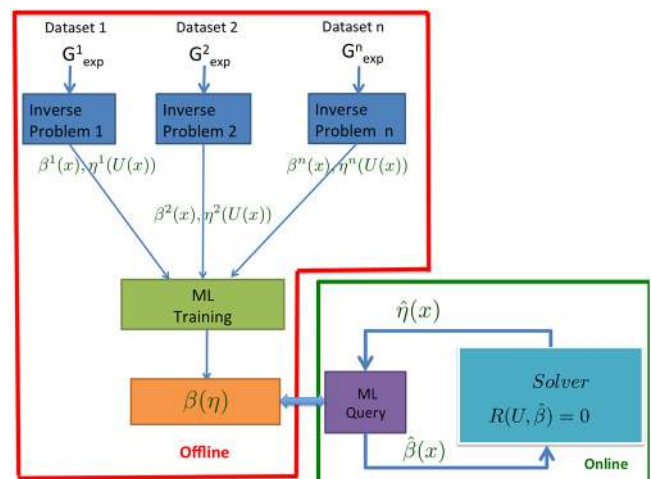 Dataset 1 Dataset 2 Dataset n
G¹exp G²exp Gⁿexp
Inverse Problem 1
Inverse Problem 2
Inverse Problem n
β¹(x), η¹(U(x))
βⁿ(x), ηⁿ(U(x))
β²(x), η²(U(x))
ML
Training
β(η)
Offline
η̂(x)
ML
Query
Solver
R(U, β̂) = 0
β̂(x)
Online